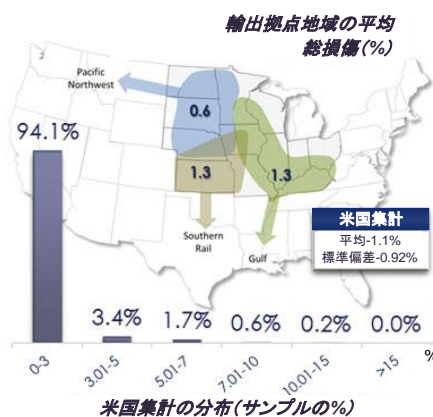 輸出拠点地域の平均
総損傷(%)
Pacific
Northwest
0.6
94.1%
1.3
1.3
米国集計
平均-1.1%
標準偏差-0.92%
Southern
Rail
Gulf
3.4%
1.7%
0.6%
0.2%
0.0%
%
0-3
3.01-5
5.01-7
7.01-10
10.01-15
>15
米国集計の分布(サンプルの%)